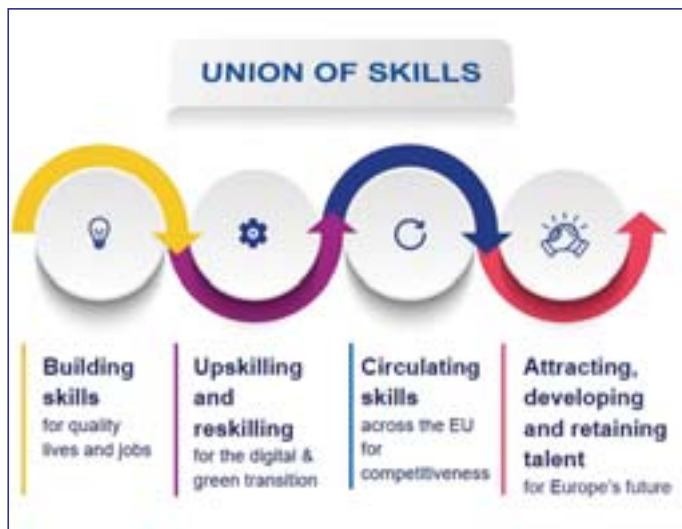 UNION OF SKILLS
Building
skills
for quality
lives and jobs
Upskilling
and
reskilling
for the digital &
green transition
Circulating
skills
across the EU
for
competitiveness
Attracting,
developing
and retaining
talent
for Europe's future